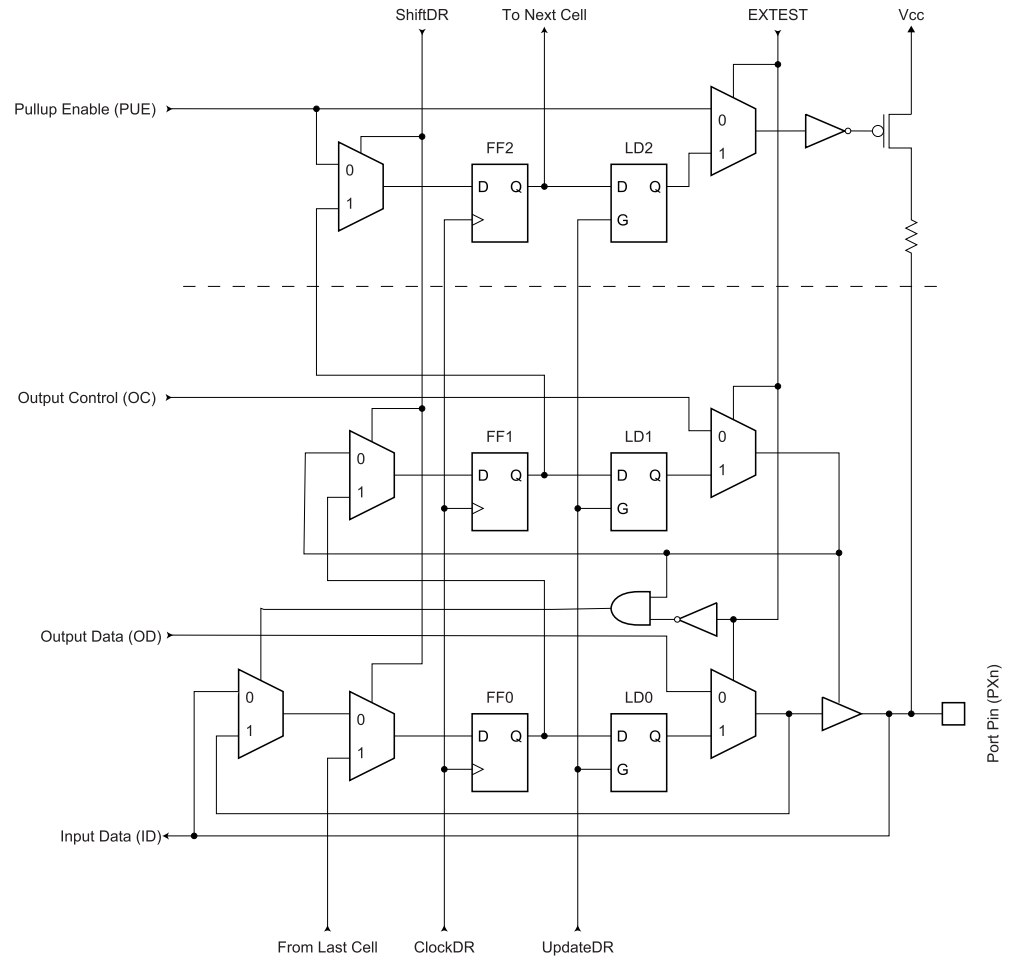 ShiftDR To Next Cell EXTEST Vcc
Pullup Enable (PUE)
0
FF2 LD2
0 1
D Q D Q
1
G
Output Control (OC)
0
FF1 LD1
0
1
D Q D Q
1
G
Output Data (OD)
FF0 LD0
0 0
0
1 D Q D Q 1
1
G
Port Pin (PXn)
Input Data (ID)
From Last Cell ClockDR UpdateDR